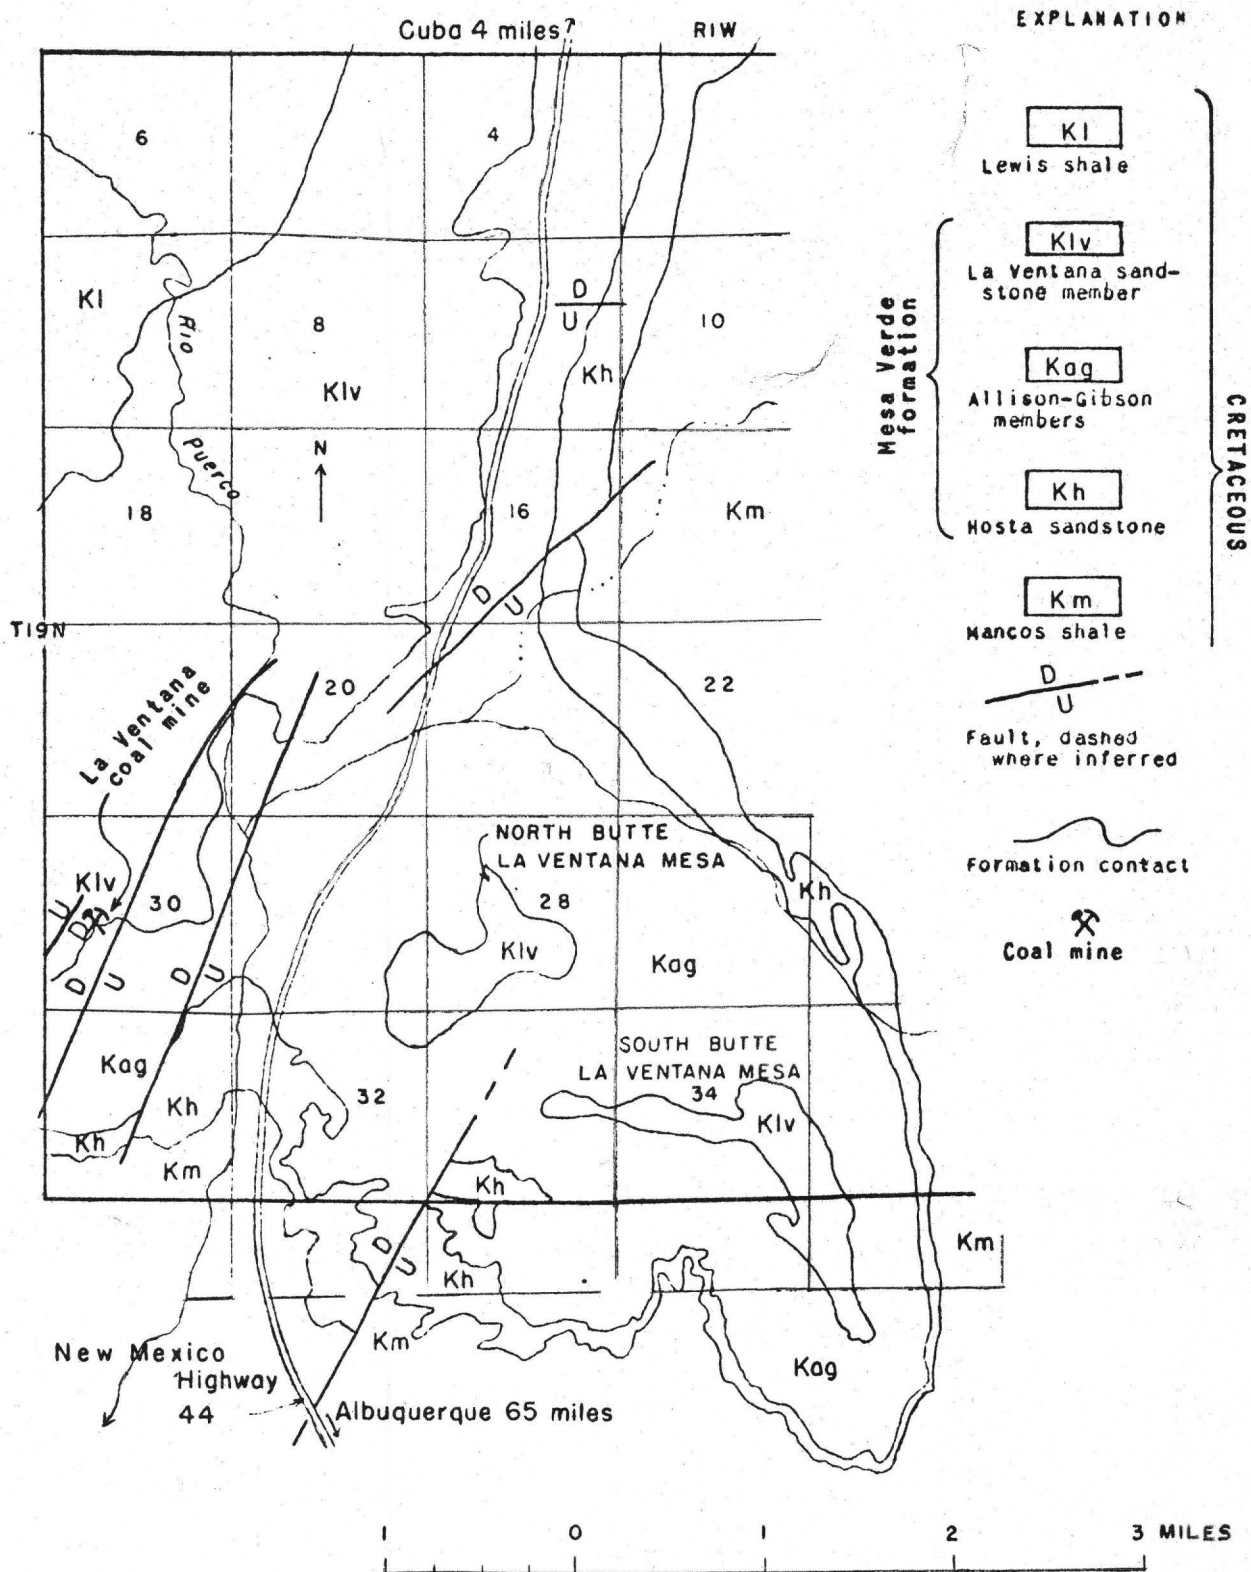 Cuba 4 miles
R1W
6
4
Kl
Rio
8
D
U
10
Klv
Kh
N
Puerco
18
16
Km
D
U
T19N
La Ventana
coal mine
20
22
NORTH BUTTE
LA VENTANA MESA
Klv
30
28
Kh
U
D
Klv
Kag
D
U
D
U
SOUTH BUTTE
LA VENTANA MESA
Kag
32
34
Kh
Klv
Kh
Km
Kh
D
U
Km
Kh
Km
New Mexico
Highway
44
Kag
Albuquerque 65 miles
EXPLANATION
Kl
Lewis shale
Klv
La Ventana sand-
stone member
Kag
Allison-Gibson
members
Kh
Hosta sandstone
Km
Mancos shale
Mesa Verde
formation
CRETACEOUS
D
U
Fault, dashed
where inferred
Formation contact
Coal mine
1 0 1 2 3 MILES